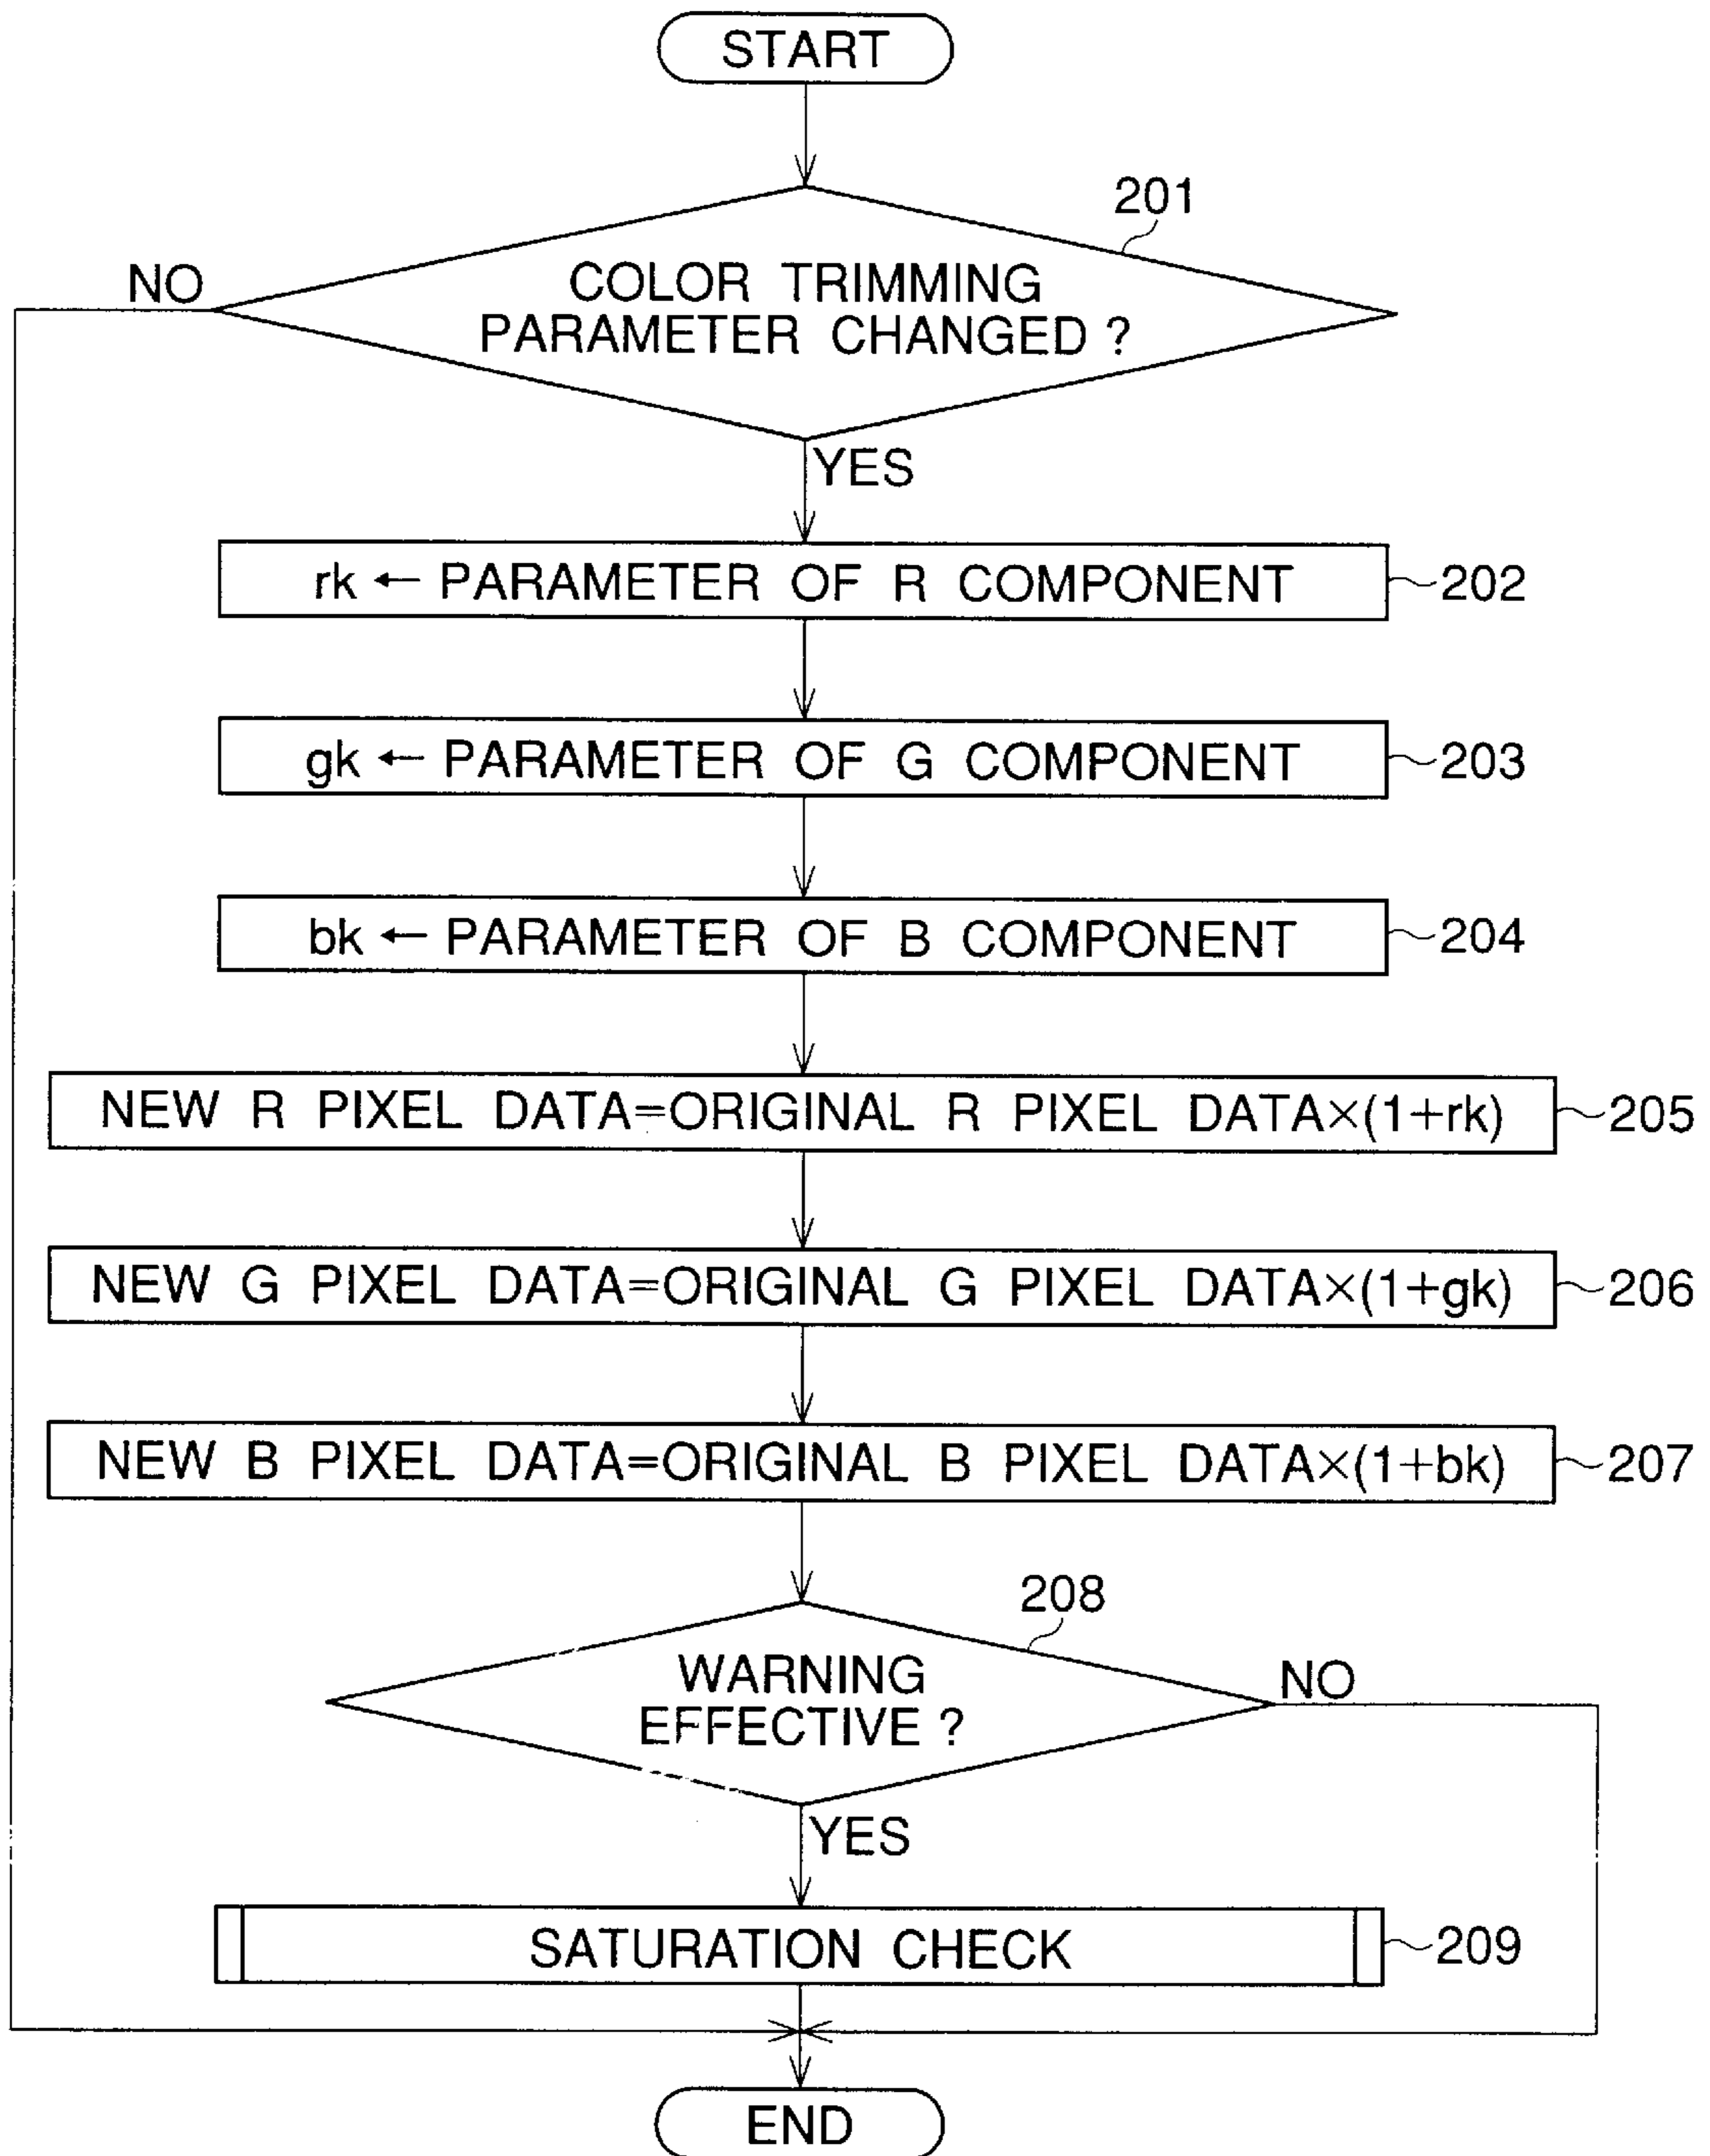 START
201
NO
COLOR TRIMMING
PARAMETER CHANGED ?
YES
rk ← PARAMETER OF R COMPONENT 202
gk ← PARAMETER OF G COMPONENT 203
bk ← PARAMETER OF B COMPONENT 204
NEW R PIXEL DATA=ORIGINAL R PIXEL DATA×(1+rk) 205
NEW G PIXEL DATA=ORIGINAL G PIXEL DATA×(1+gk) 206
NEW B PIXEL DATA=ORIGINAL B PIXEL DATA×(1+bk) 207
208
WARNING
EFFECTIVE ?
NO
YES
SATURATION CHECK 209
END